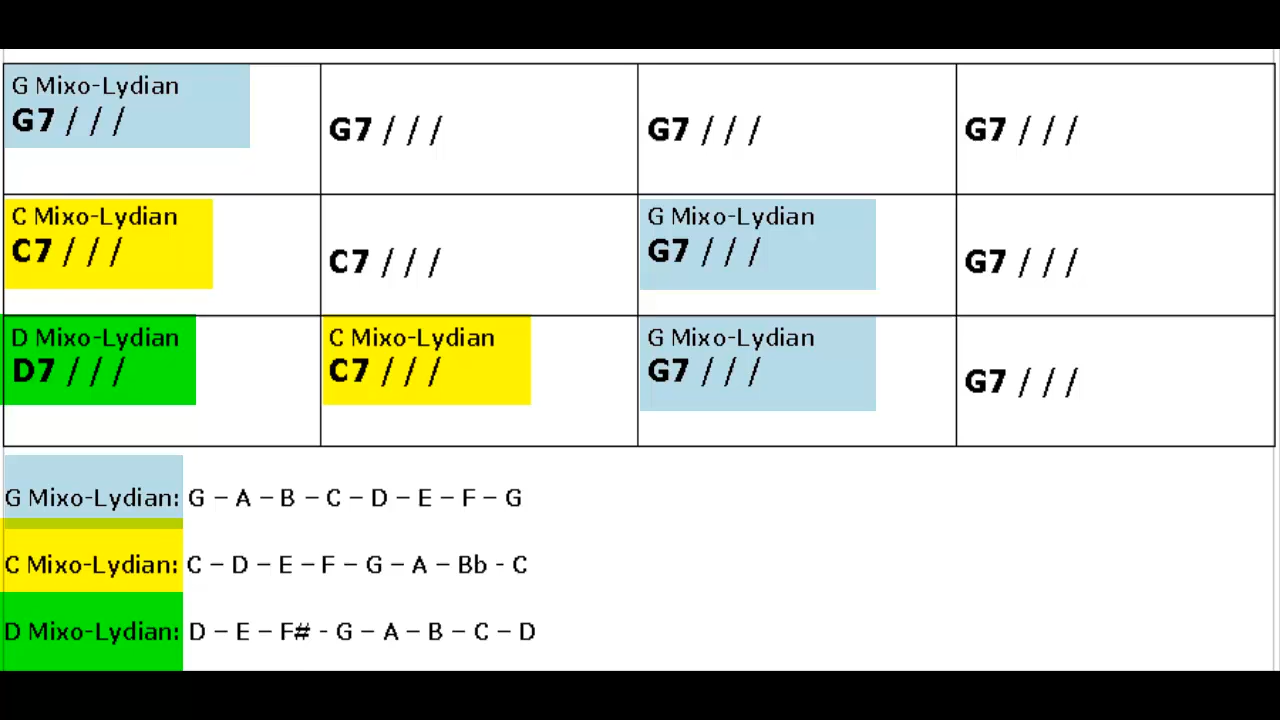 G Mixo-Lydian
G7 / / /
G7 / / /
G7 / / /
G7 / / /
C Mixo-Lydian
C7 / / /
C7 / / /
G Mixo-Lydian
G7 / / /
G7 / / /
D Mixo-Lydian
D7 / / /
C Mixo-Lydian
C7 / / /
G Mixo-Lydian
G7 / / /
G7 / / /
G Mixo-Lydian: G – A – B – C – D – E – F – G
C Mixo-Lydian: C – D – E – F – G – A – Bb - C
D Mixo-Lydian: D – E – F# - G – A – B – C – D